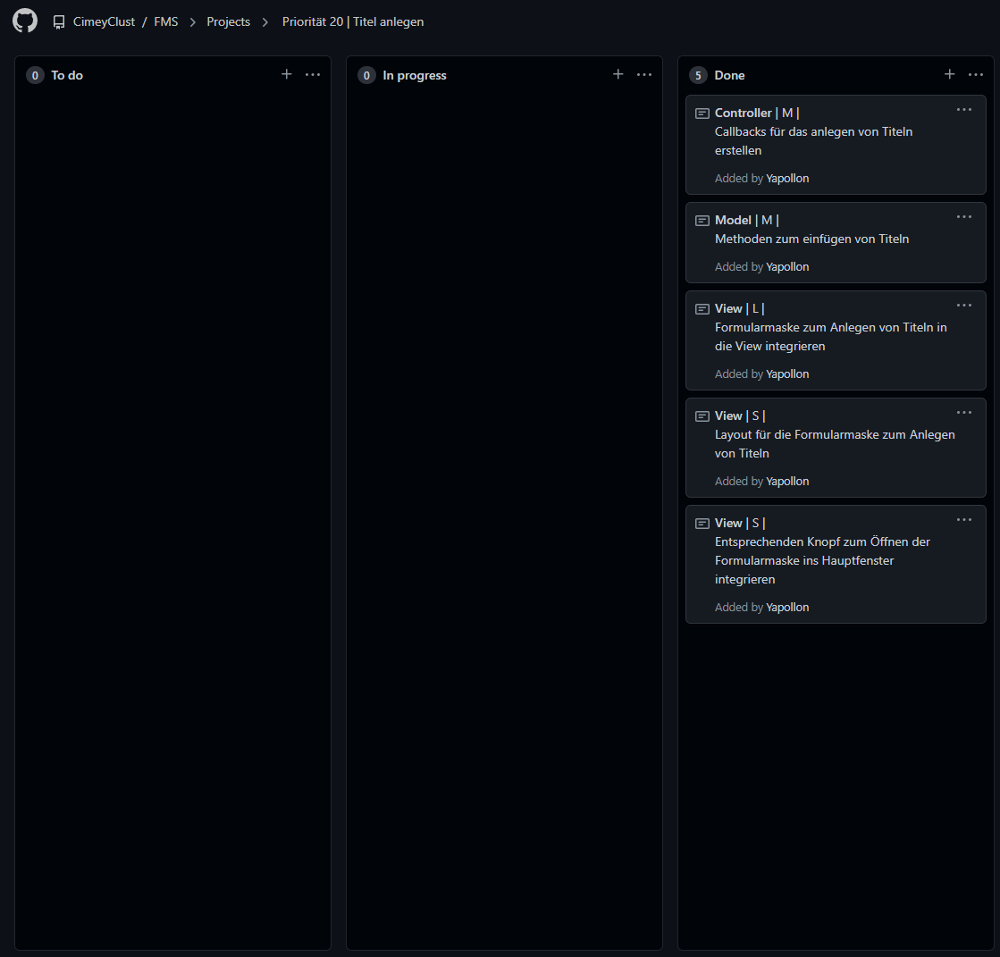 CimeyClust / FMS > Projects > Priorität 20 | Titel anlegen
0 To do
0 In progress
5 Done
Controller | M |
Callbacks für das anlegen von Titeln
erstellen
Added by Yapollon
Model | M |
Methoden zum einfügen von Titeln
Added by Yapollon
View | L |
Formularmaske zum Anlegen von Titeln in
die View integrieren
Added by Yapollon
View | S |
Layout für die Formularmaske zum Anlegen
von Titeln
Added by Yapollon
View | S |
Entsprechenden Knopf zum Öffnen der
Formularmaske ins Hauptfenster
integrieren
Added by Yapollon